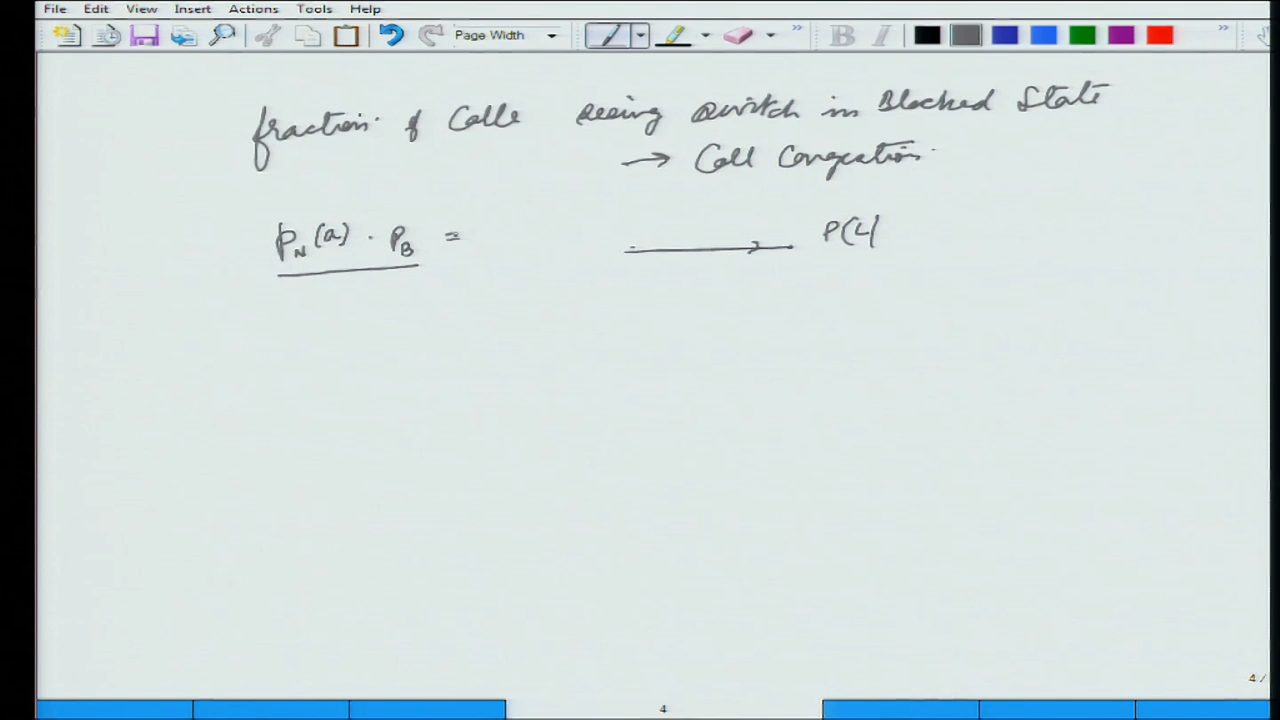 File Edit View Insert Actions Tools Help
Page Width
B I
fraction of Calls seeing switch in Blocked State
→ Call Congestion
p_N(a) · p_B = → P(L)
4 /
4